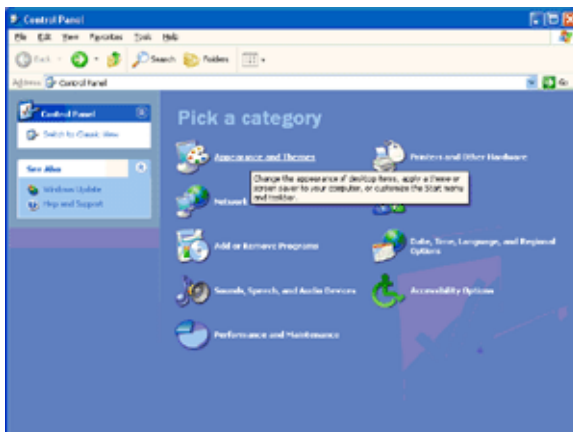 Control Panel
File Edit View Favorites Tools Help
Back Search Folders
Address Control Panel Go
Control Panel
Switch to Classic View
See Also
Windows Update
Help and Support
Pick a category
Appearance and Themes
Printers and Other Hardware
Change the appearance of desktop items, apply a theme or
screen saver to your computer, or customize the Start menu
and taskbar.
Network
Add or Remove Programs
Date, Time, Language, and Regional
Options
Sounds, Speech, and Audio Devices
Accessibility Options
Performance and Maintenance